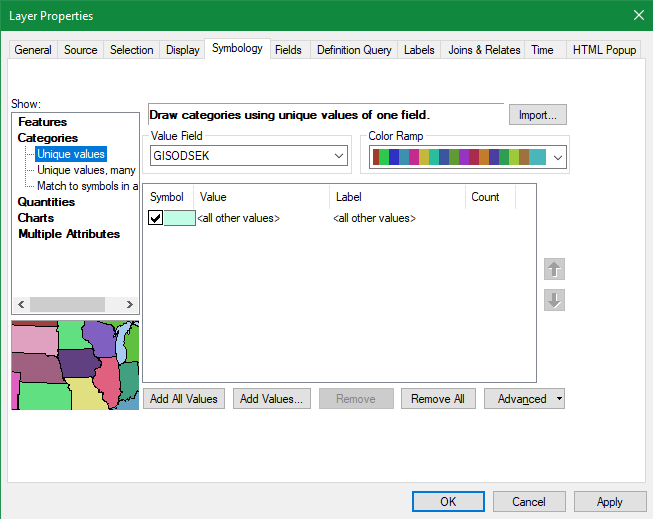 Layer Properties
General Source Selection Display Symbology Fields Definition Query Labels Joins & Relates Time HTML Popup
Show:
Features
Categories
Unique values
Unique values, many
Match to symbols in a
Quantities
Charts
Multiple Attributes
Draw categories using unique values of one field.
Import...
Value Field
GISODSEK
Color Ramp
Symbol Value Label Count
<all other values> <all other values>
Add All Values Add Values... Remove Remove All Advanced
OK Cancel Apply